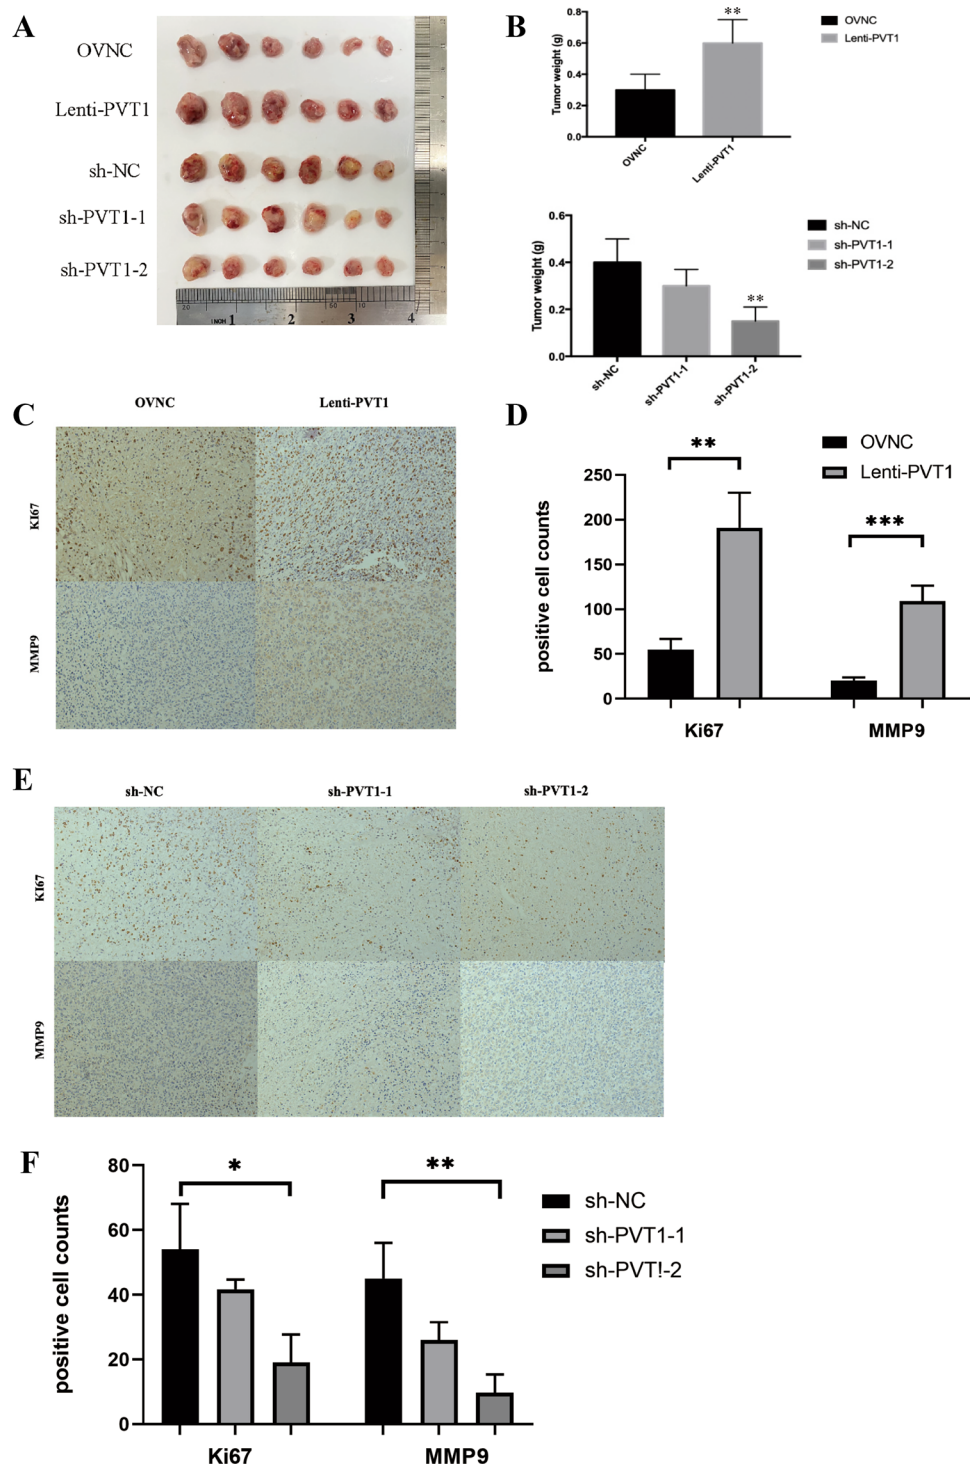 A
OVNC
Lenti-PVT1
sh-NC
sh-PVT1-1
sh-PVT1-2
20
INCH
1
2
3
4
B
Tumor weight (g)
0.8
0.6
0.4
0.2
0.0
**
OVNC
Lenti-PVT1
OVNC
Lenti-PVT1
Tumor weight (g)
0.6
0.4
0.2
0.0
**
sh-NC
sh-PVT1-1
sh-PVT1-2
sh-NC
sh-PVT1-1
sh-PVT1-2
C
OVNC
Lenti-PVT1
KI67
MMP9
D
positive cell counts
250
200
150
100
50
0
**
***
OVNC
Lenti-PVT1
Ki67
MMP9
E
sh-NC
sh-PVT1-1
sh-PVT1-2
KI67
MMP9
F
positive cell counts
80
60
40
20
0
*
**
sh-NC
sh-PVT1-1
sh-PVT!-2
Ki67
MMP9